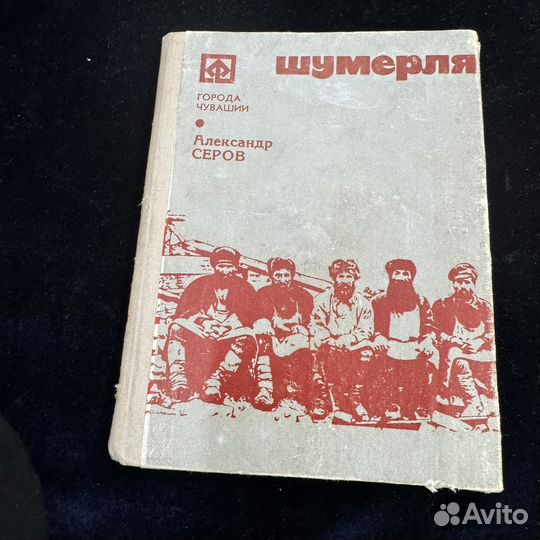 шумерля
ГОРОДА
ЧУВАШИИ
Александр
СЕРОВ
Avito